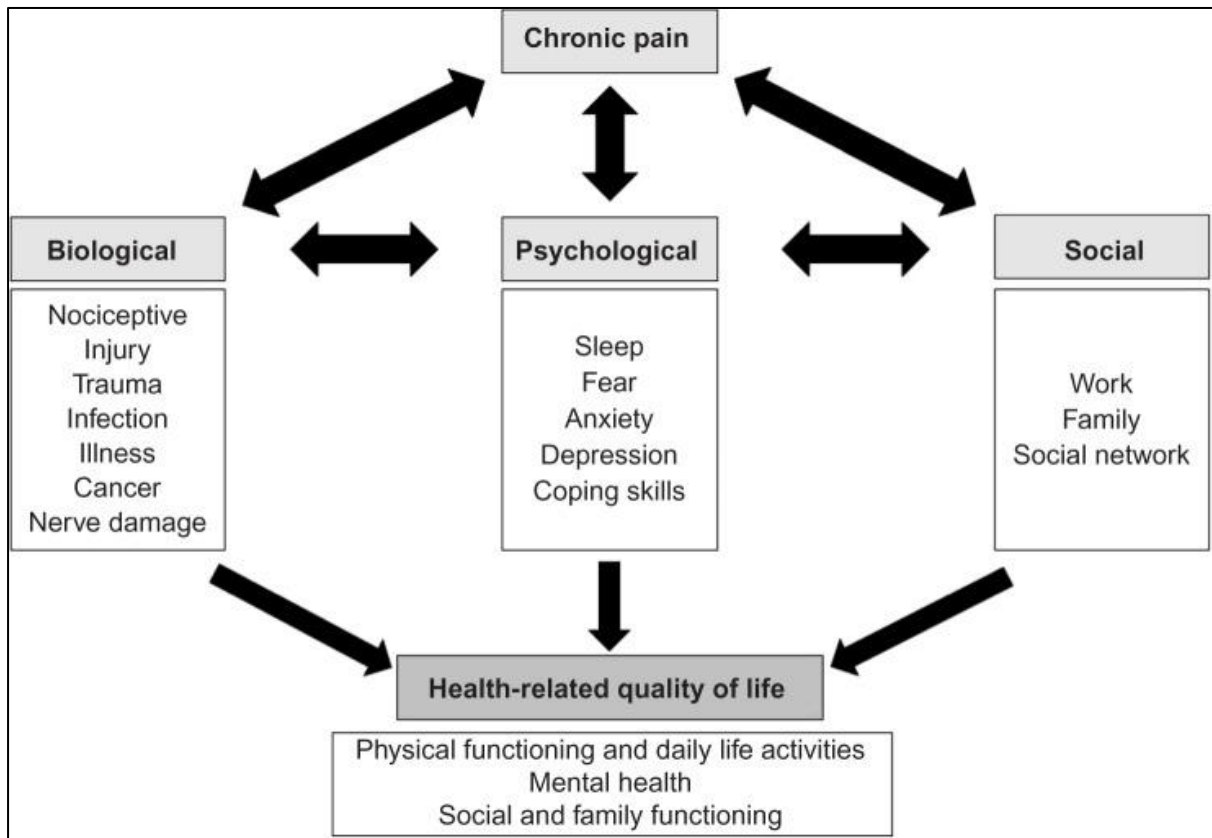 Chronic pain
Biological
Nociceptive
Injury
Trauma
Infection
Illness
Cancer
Nerve damage
Psychological
Sleep
Fear
Anxiety
Depression
Coping skills
Social
Work
Family
Social network
Health-related quality of life
Physical functioning and daily life activities
Mental health
Social and family functioning